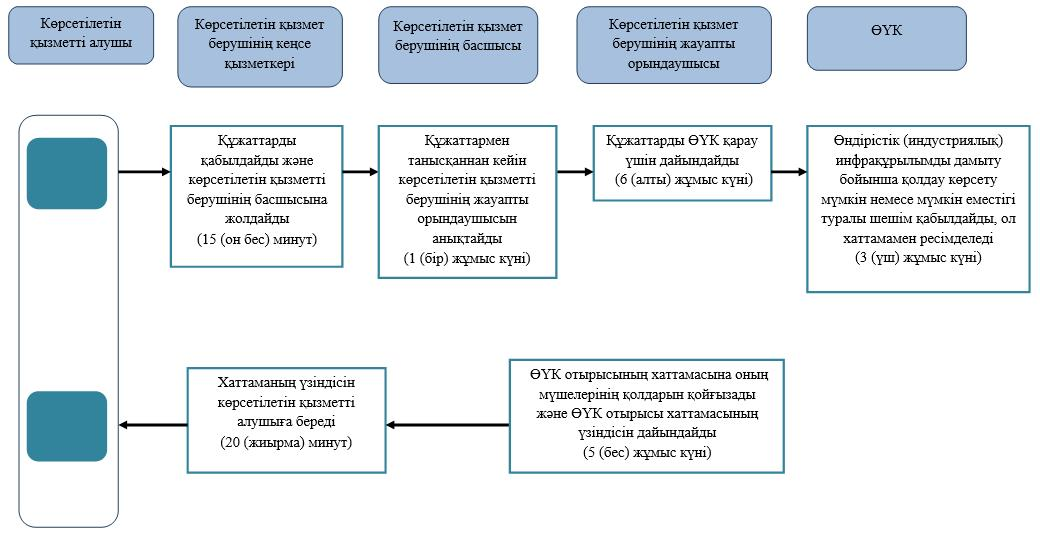 Көрсетілетін
қызметті алушы
Көрсетілетін қызмет
берушінің кеңсе
қызметкері
Көрсетілетін қызмет
берушінің басшысы
Көрсетілетін қызмет
берушінің жауапты
орындаушысы
ӨҮК
Құжаттарды
қабылдайды және
көрсетілетін қызметті
берушінің басшысына
жолдайды
(15 (он бес) минут)
Құжаттармен
танысқаннан кейін
көрсетілетін қызметті
берушінің жауапты
орындаушысын
анықтайды
(1 (бір) жұмыс күні)
Құжаттарды ӨҮК қарау
үшін дайындайды
(6 (алты) жұмыс күні)
Өндірістік (индустриялық)
инфрақұрылымды дамыту
бойынша қолдау көрсету
мүмкін немесе мүмкін еместігі
туралы шешім қабылдайды, ол
хаттамамен ресімделеді
(3 (үш) жұмыс күні)
Хаттаманың үзіндісін
көрсетілетін қызметті
алушыға береді
(20 (жиырма) минут)
ӨҮК отырысының хаттамасына оның
мүшелерінің қолдарын қойғызады
және ӨҮК отырысы хаттамасының
үзіндісін дайындайды
(5 (бес) жұмыс күні)